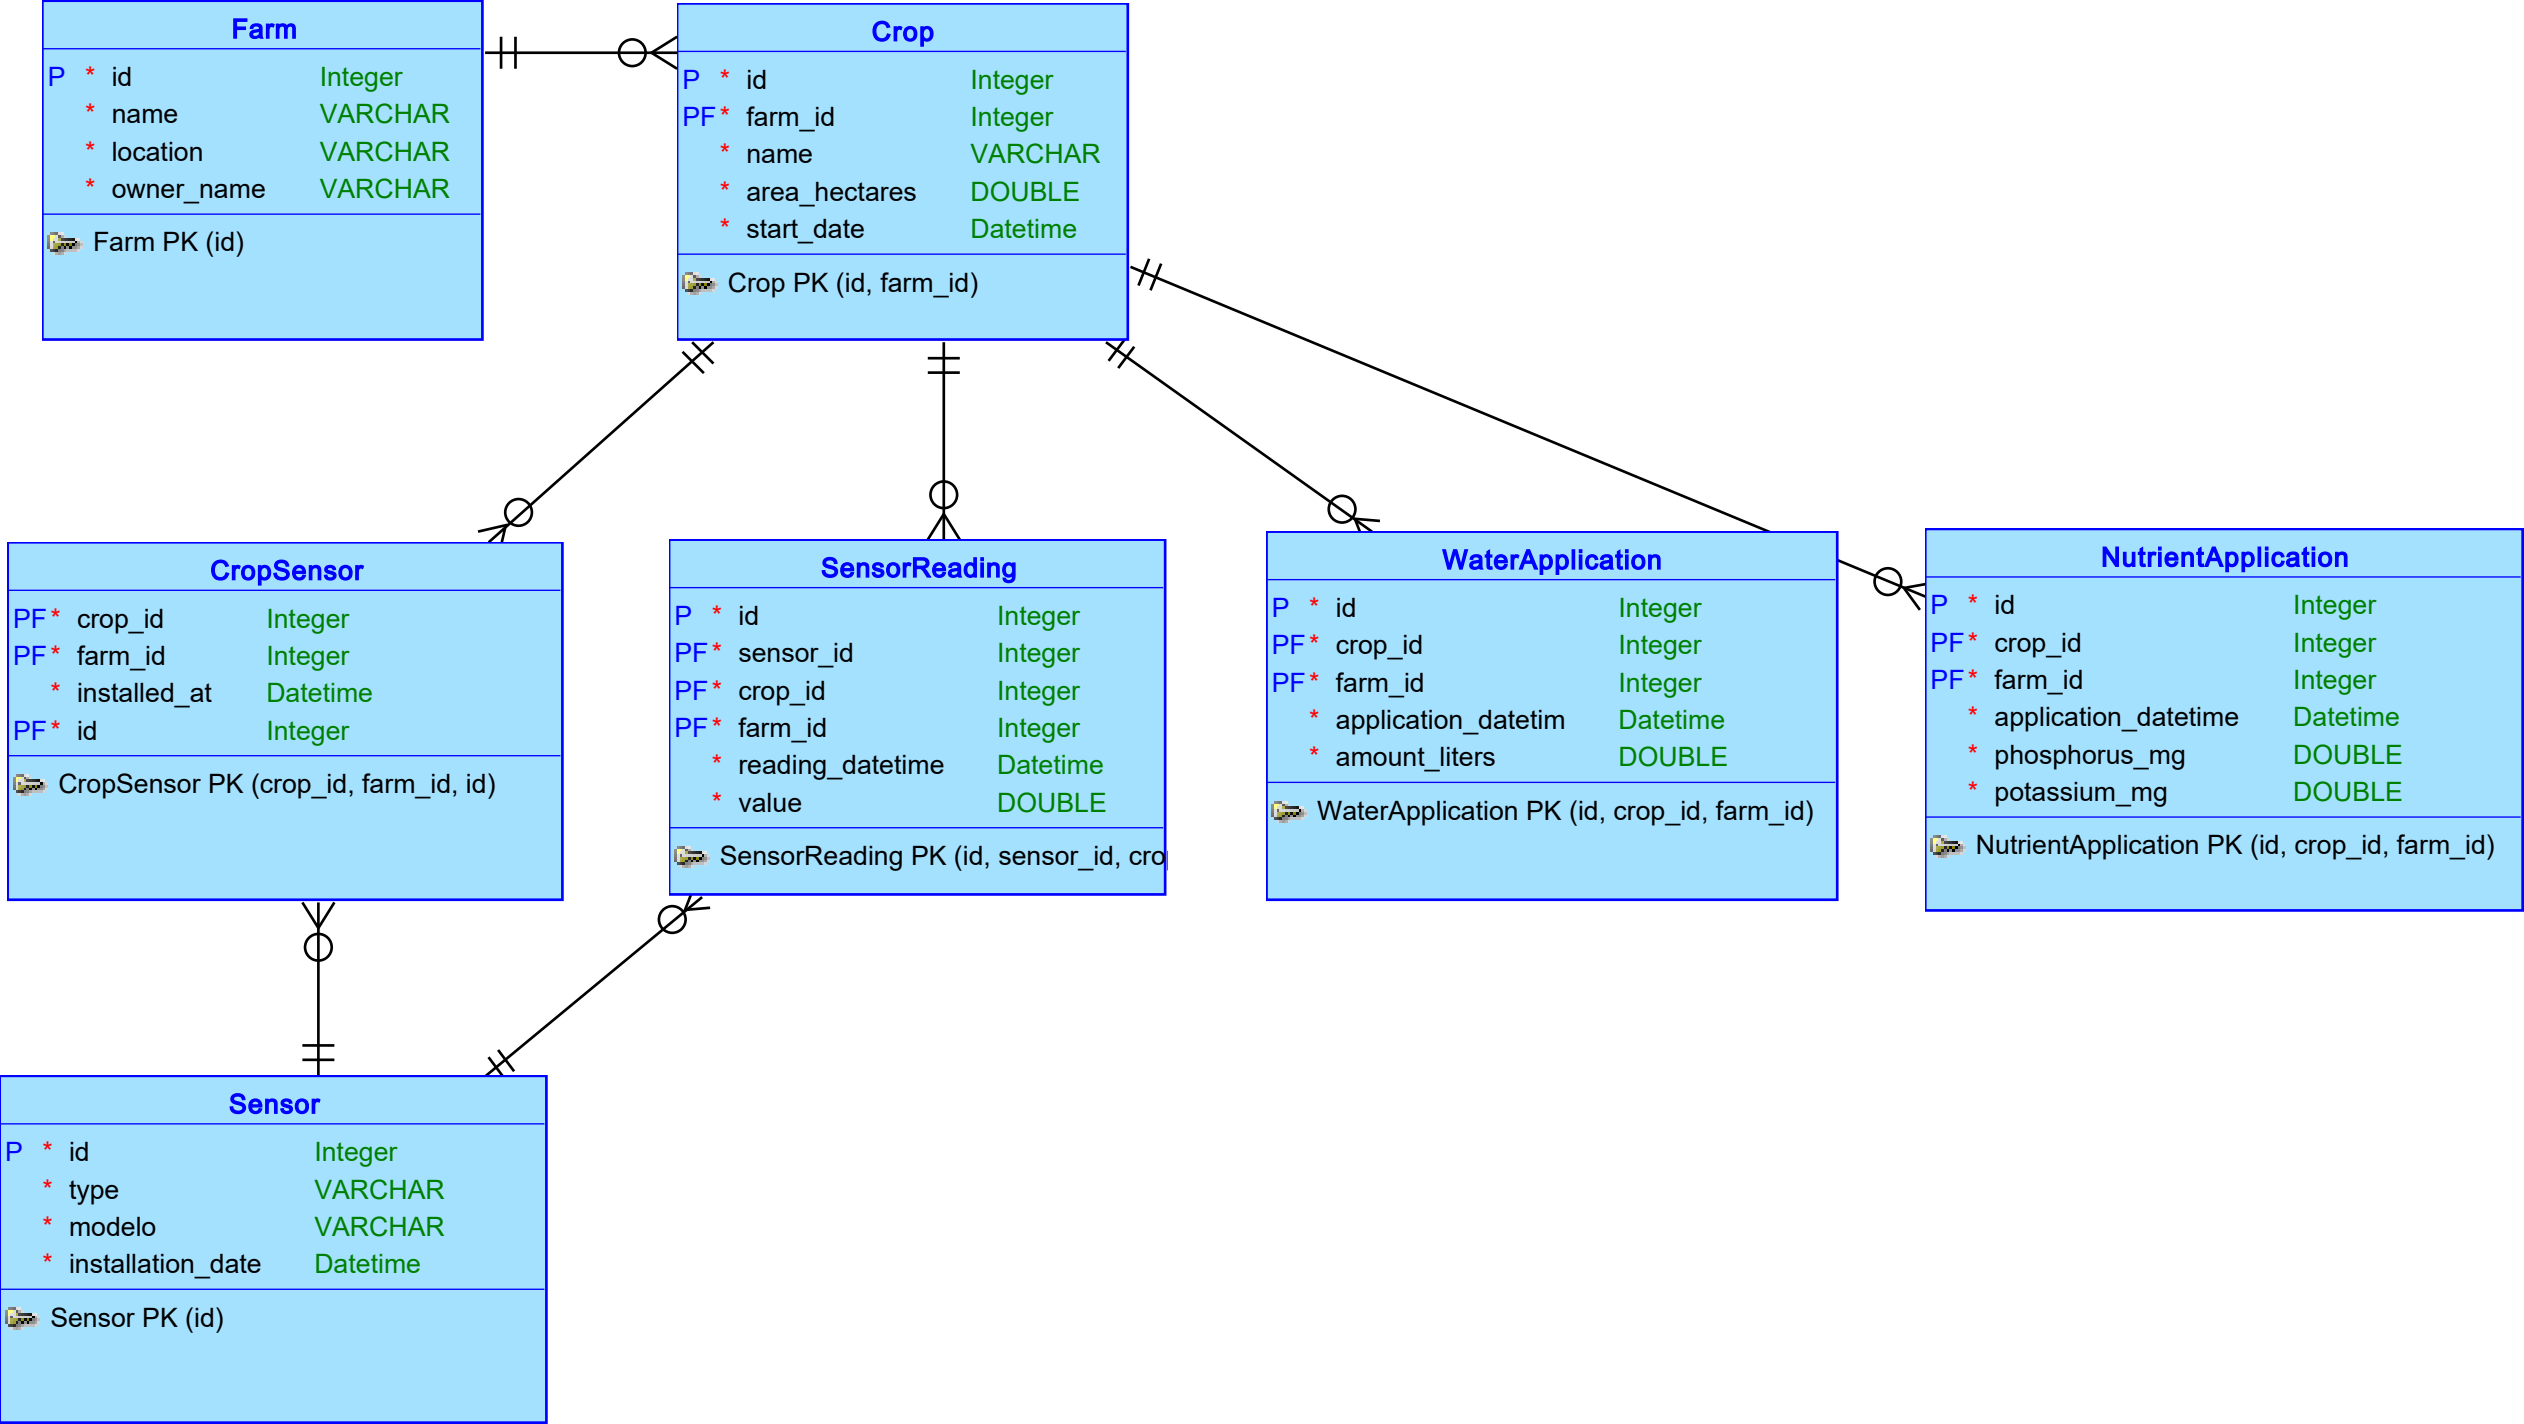 Farm
P * id Integer
* name VARCHAR
* location VARCHAR
* owner_name VARCHAR
Farm PK (id)
Crop
P * id Integer
PF * farm_id Integer
* name VARCHAR
* area_hectares DOUBLE
* start_date Datetime
Crop PK (id, farm_id)
CropSensor
PF * crop_id Integer
PF * farm_id Integer
* installed_at Datetime
PF * id Integer
CropSensor PK (crop_id, farm_id, id)
SensorReading
P * id Integer
PF * sensor_id Integer
PF * crop_id Integer
PF * farm_id Integer
* reading_datetime Datetime
* value DOUBLE
SensorReading PK (id, sensor_id, cro
WaterApplication
P * id Integer
PF * crop_id Integer
PF * farm_id Integer
* application_datetim Datetime
* amount_liters DOUBLE
WaterApplication PK (id, crop_id, farm_id)
NutrientApplication
P * id Integer
PF * crop_id Integer
PF * farm_id Integer
* application_datetime Datetime
* phosphorus_mg DOUBLE
* potassium_mg DOUBLE
NutrientApplication PK (id, crop_id, farm_id)
Sensor
P * id Integer
* type VARCHAR
* modelo VARCHAR
* installation_date Datetime
Sensor PK (id)